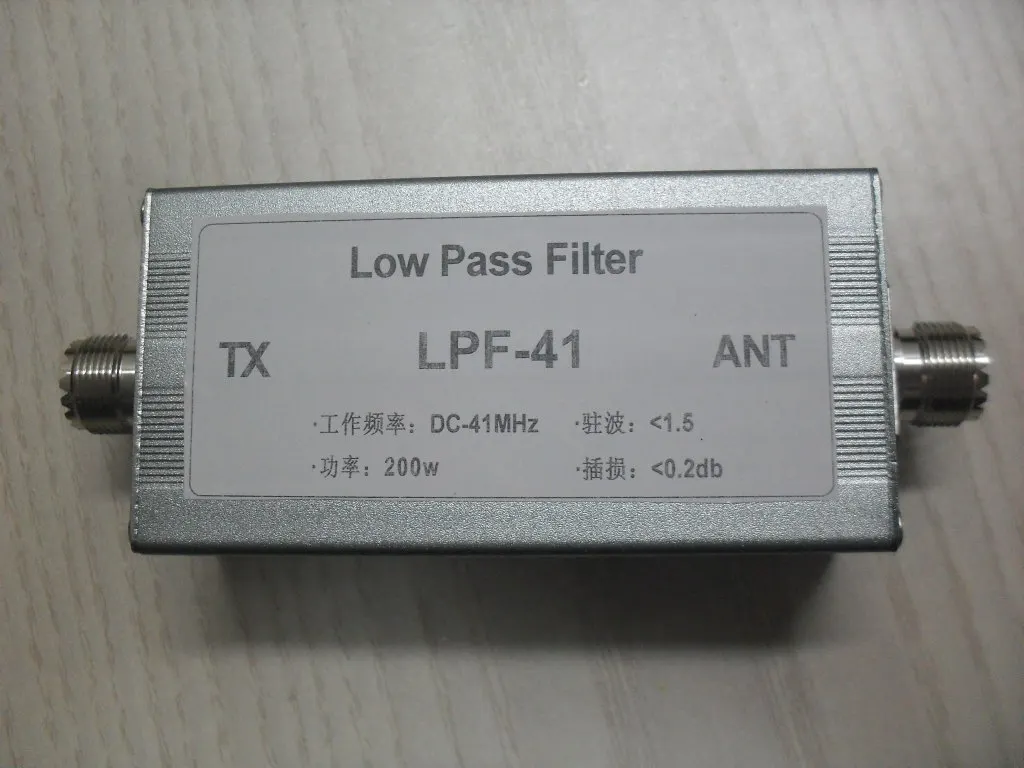 Low Pass Filter
TX LPF-41 ANT
·工作频率：DC-41MHz ·驻波：<1.5
·功率：200w ·插损：<0.2db